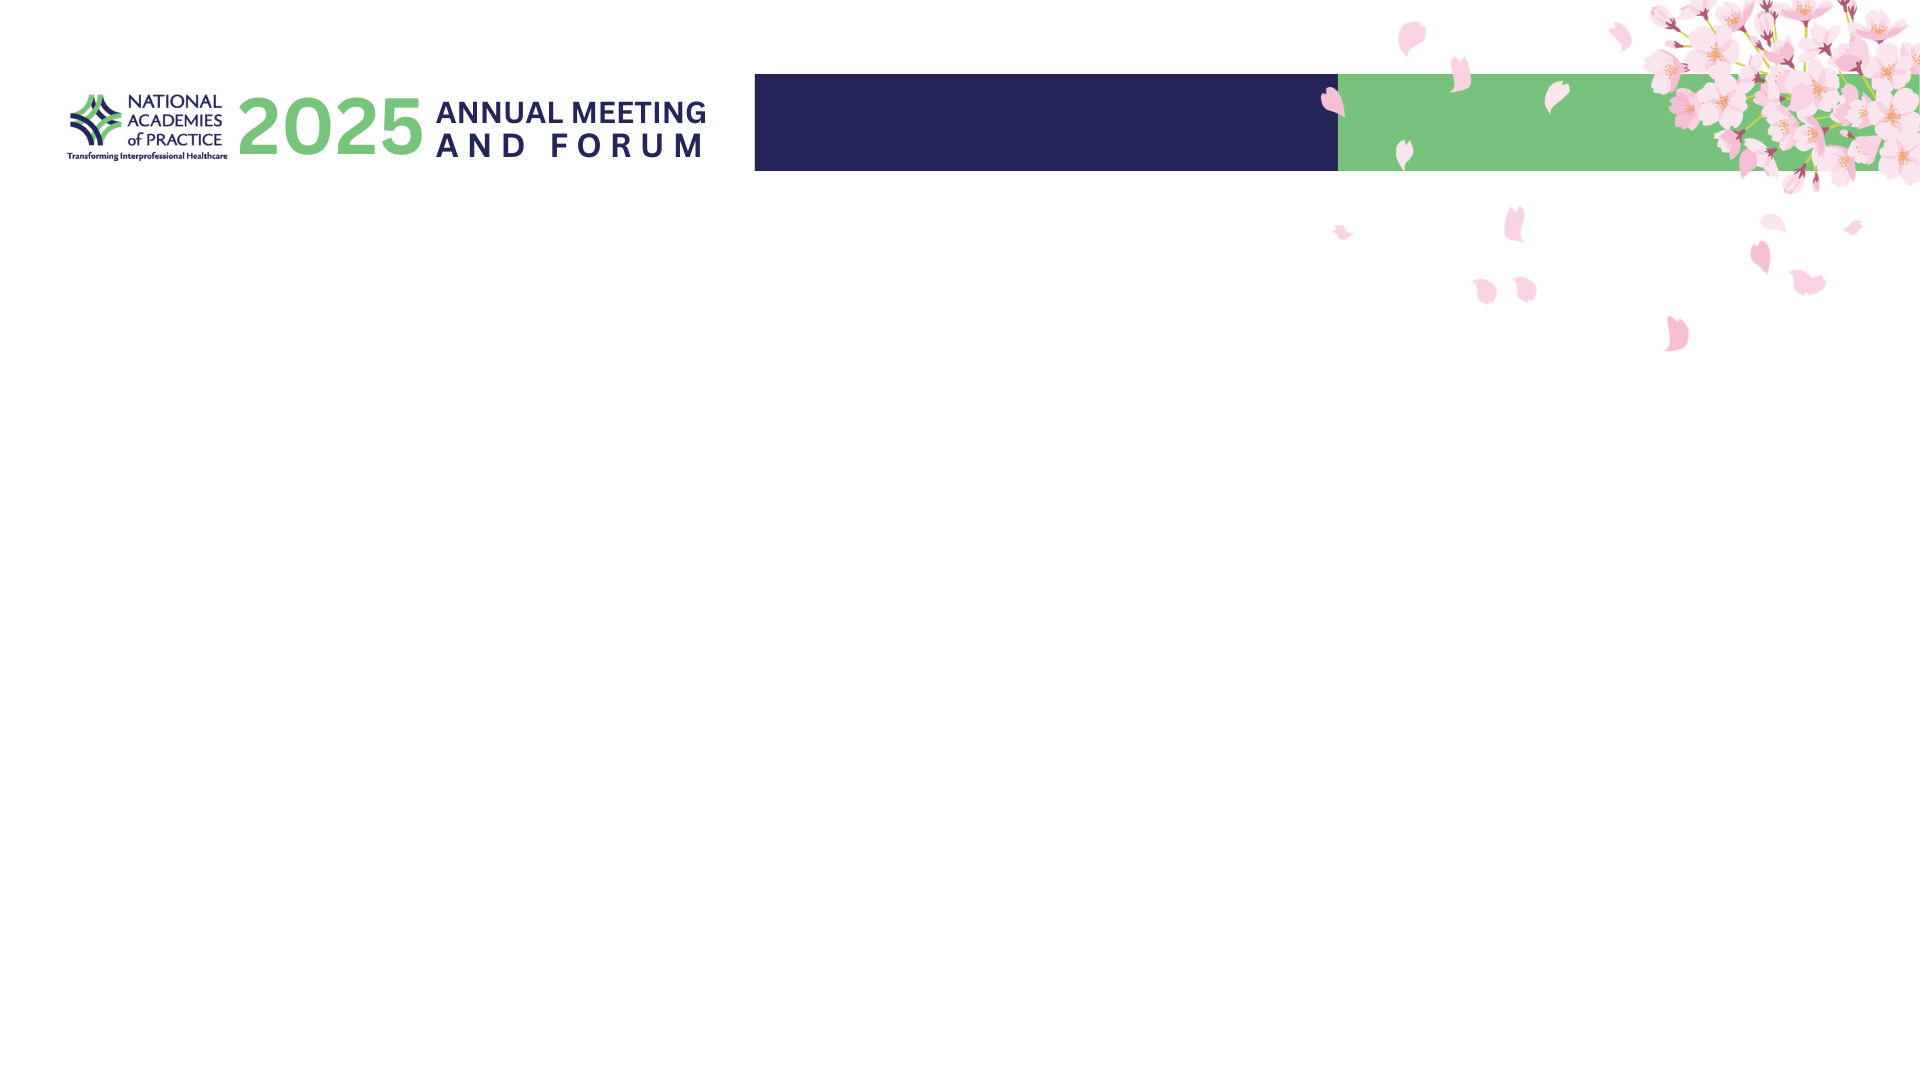 NATIONAL
ACADEMIES
of PRACTICE
Transforming Interprofessional Healthcare
2025
ANNUAL MEETING
AND FORUM